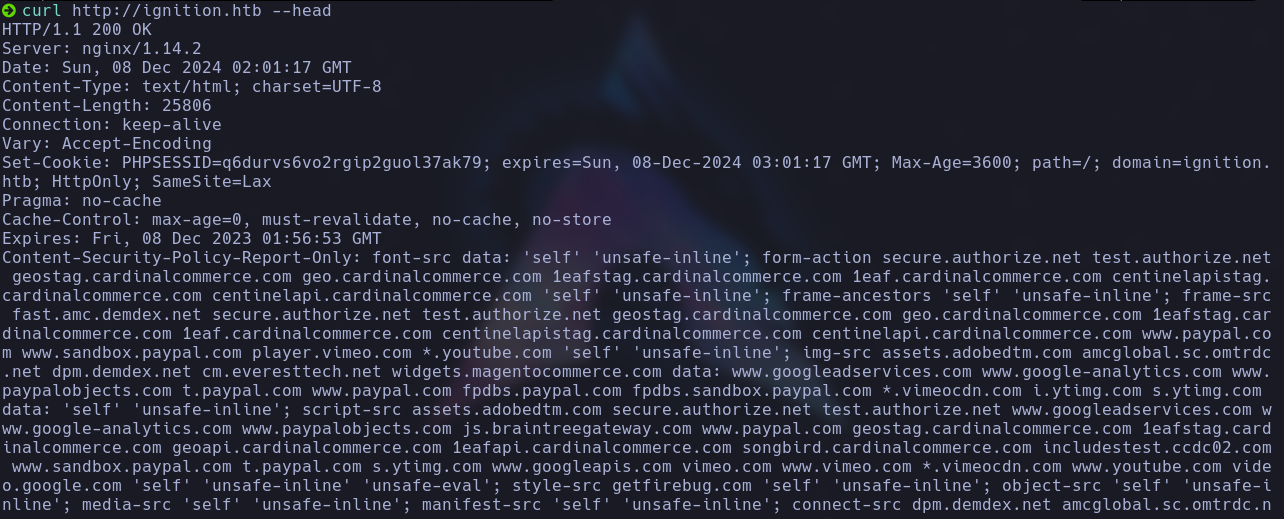 curl http://ignition.htb --head
HTTP/1.1 200 OK
Server: nginx/1.14.2
Date: Sun, 08 Dec 2024 02:01:17 GMT
Content-Type: text/html; charset=UTF-8
Content-Length: 25806
Connection: keep-alive
Vary: Accept-Encoding
Set-Cookie: PHPSESSID=q6durvs6vo2rgip2guol37ak79; expires=Sun, 08-Dec-2024 03:01:17 GMT; Max-Age=3600; path=/; domain=ignition.
htb; HttpOnly; SameSite=Lax
Pragma: no-cache
Cache-Control: max-age=0, must-revalidate, no-cache, no-store
Expires: Fri, 08 Dec 2023 01:56:53 GMT
Content-Security-Policy-Report-Only: font-src data: 'self' 'unsafe-inline'; form-action secure.authorize.net test.authorize.net
 geostag.cardinalcommerce.com geo.cardinalcommerce.com 1eafstag.cardinalcommerce.com 1eaf.cardinalcommerce.com centinelapistag.
cardinalcommerce.com centinelapi.cardinalcommerce.com 'self' 'unsafe-inline'; frame-ancestors 'self' 'unsafe-inline'; frame-src
 fast.amc.demdex.net secure.authorize.net test.authorize.net geostag.cardinalcommerce.com geo.cardinalcommerce.com 1eafstag.car
dinalcommerce.com 1eaf.cardinalcommerce.com centinelapistag.cardinalcommerce.com centinelapi.cardinalcommerce.com www.paypal.co
m www.sandbox.paypal.com player.vimeo.com *.youtube.com 'self' 'unsafe-inline'; img-src assets.adobedtm.com amcglobal.sc.omtrdc
.net dpm.demdex.net cm.everesttech.net widgets.magentocommerce.com data: www.googleadservices.com www.google-analytics.com www.
paypalobjects.com t.paypal.com www.paypal.com fpdbs.paypal.com fpdbs.sandbox.paypal.com *.vimeocdn.com i.ytimg.com s.ytimg.com
data: 'self' 'unsafe-inline'; script-src assets.adobedtm.com secure.authorize.net test.authorize.net www.googleadservices.com w
ww.google-analytics.com www.paypalobjects.com js.braintreegateway.com www.paypal.com geostag.cardinalcommerce.com 1eafstag.card
inalcommerce.com geoapi.cardinalcommerce.com 1eafapi.cardinalcommerce.com songbird.cardinalcommerce.com includestest.ccdc02.com
 www.sandbox.paypal.com t.paypal.com s.ytimg.com www.googleapis.com vimeo.com www.vimeo.com *.vimeocdn.com www.youtube.com vide
o.google.com 'self' 'unsafe-inline' 'unsafe-eval'; style-src getfirebug.com 'self' 'unsafe-inline'; object-src 'self' 'unsafe-i
nline'; media-src 'self' 'unsafe-inline'; manifest-src 'self' 'unsafe-inline'; connect-src dpm.demdex.net amcglobal.sc.omtrdc.n